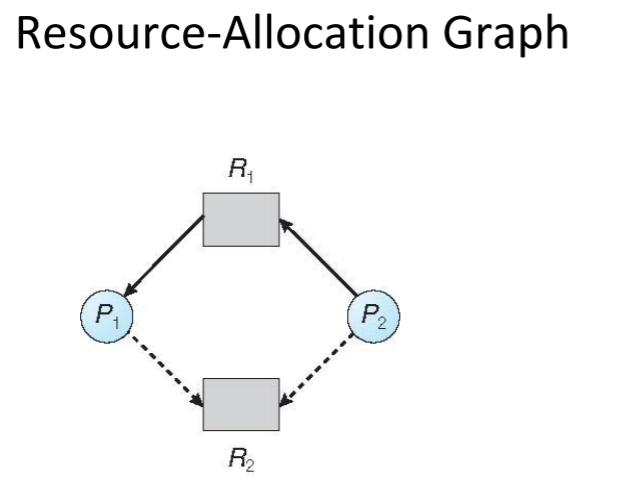 Resource-Allocation Graph
R₁
P₁
P₂
R₂